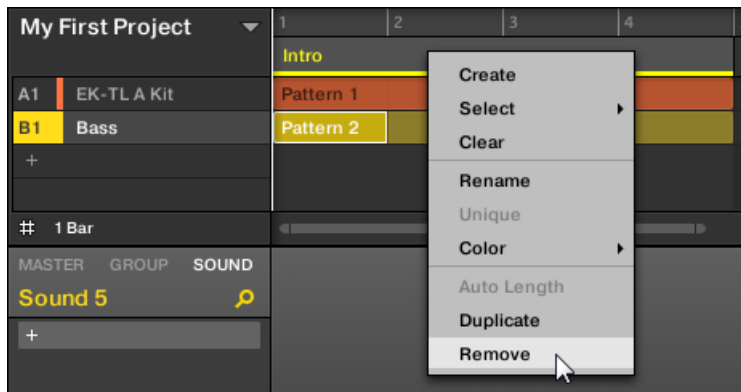 My First Project
1 2 3 4
Intro
A1 EK-TL A Kit
Pattern 1
B1 Bass
Pattern 2
+
# 1 Bar
MASTER GROUP SOUND
Sound 5
+
Create
Select
Clear
Rename
Unique
Color
Auto Length
Duplicate
Remove